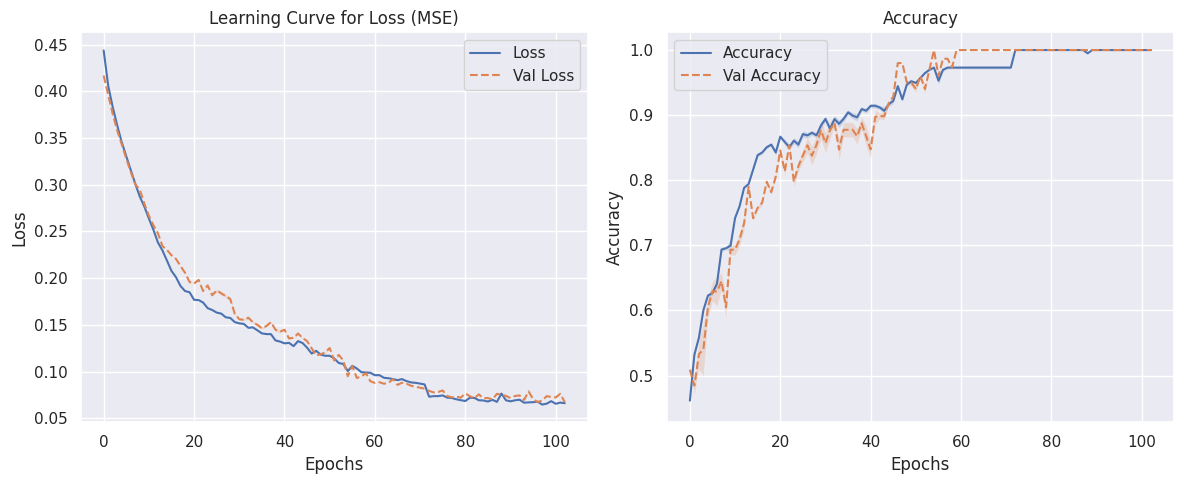 Learning Curve for Loss (MSE)
0.45
0.40
0.35
0.30
0.25
0.20
0.15
0.10
0.05
Loss
Loss
Val Loss
0
20
40
60
80
100
Epochs
Accuracy
1.0
0.9
0.8
0.7
0.6
0.5
Accuracy
Accuracy
Val Accuracy
0
20
40
60
80
100
Epochs